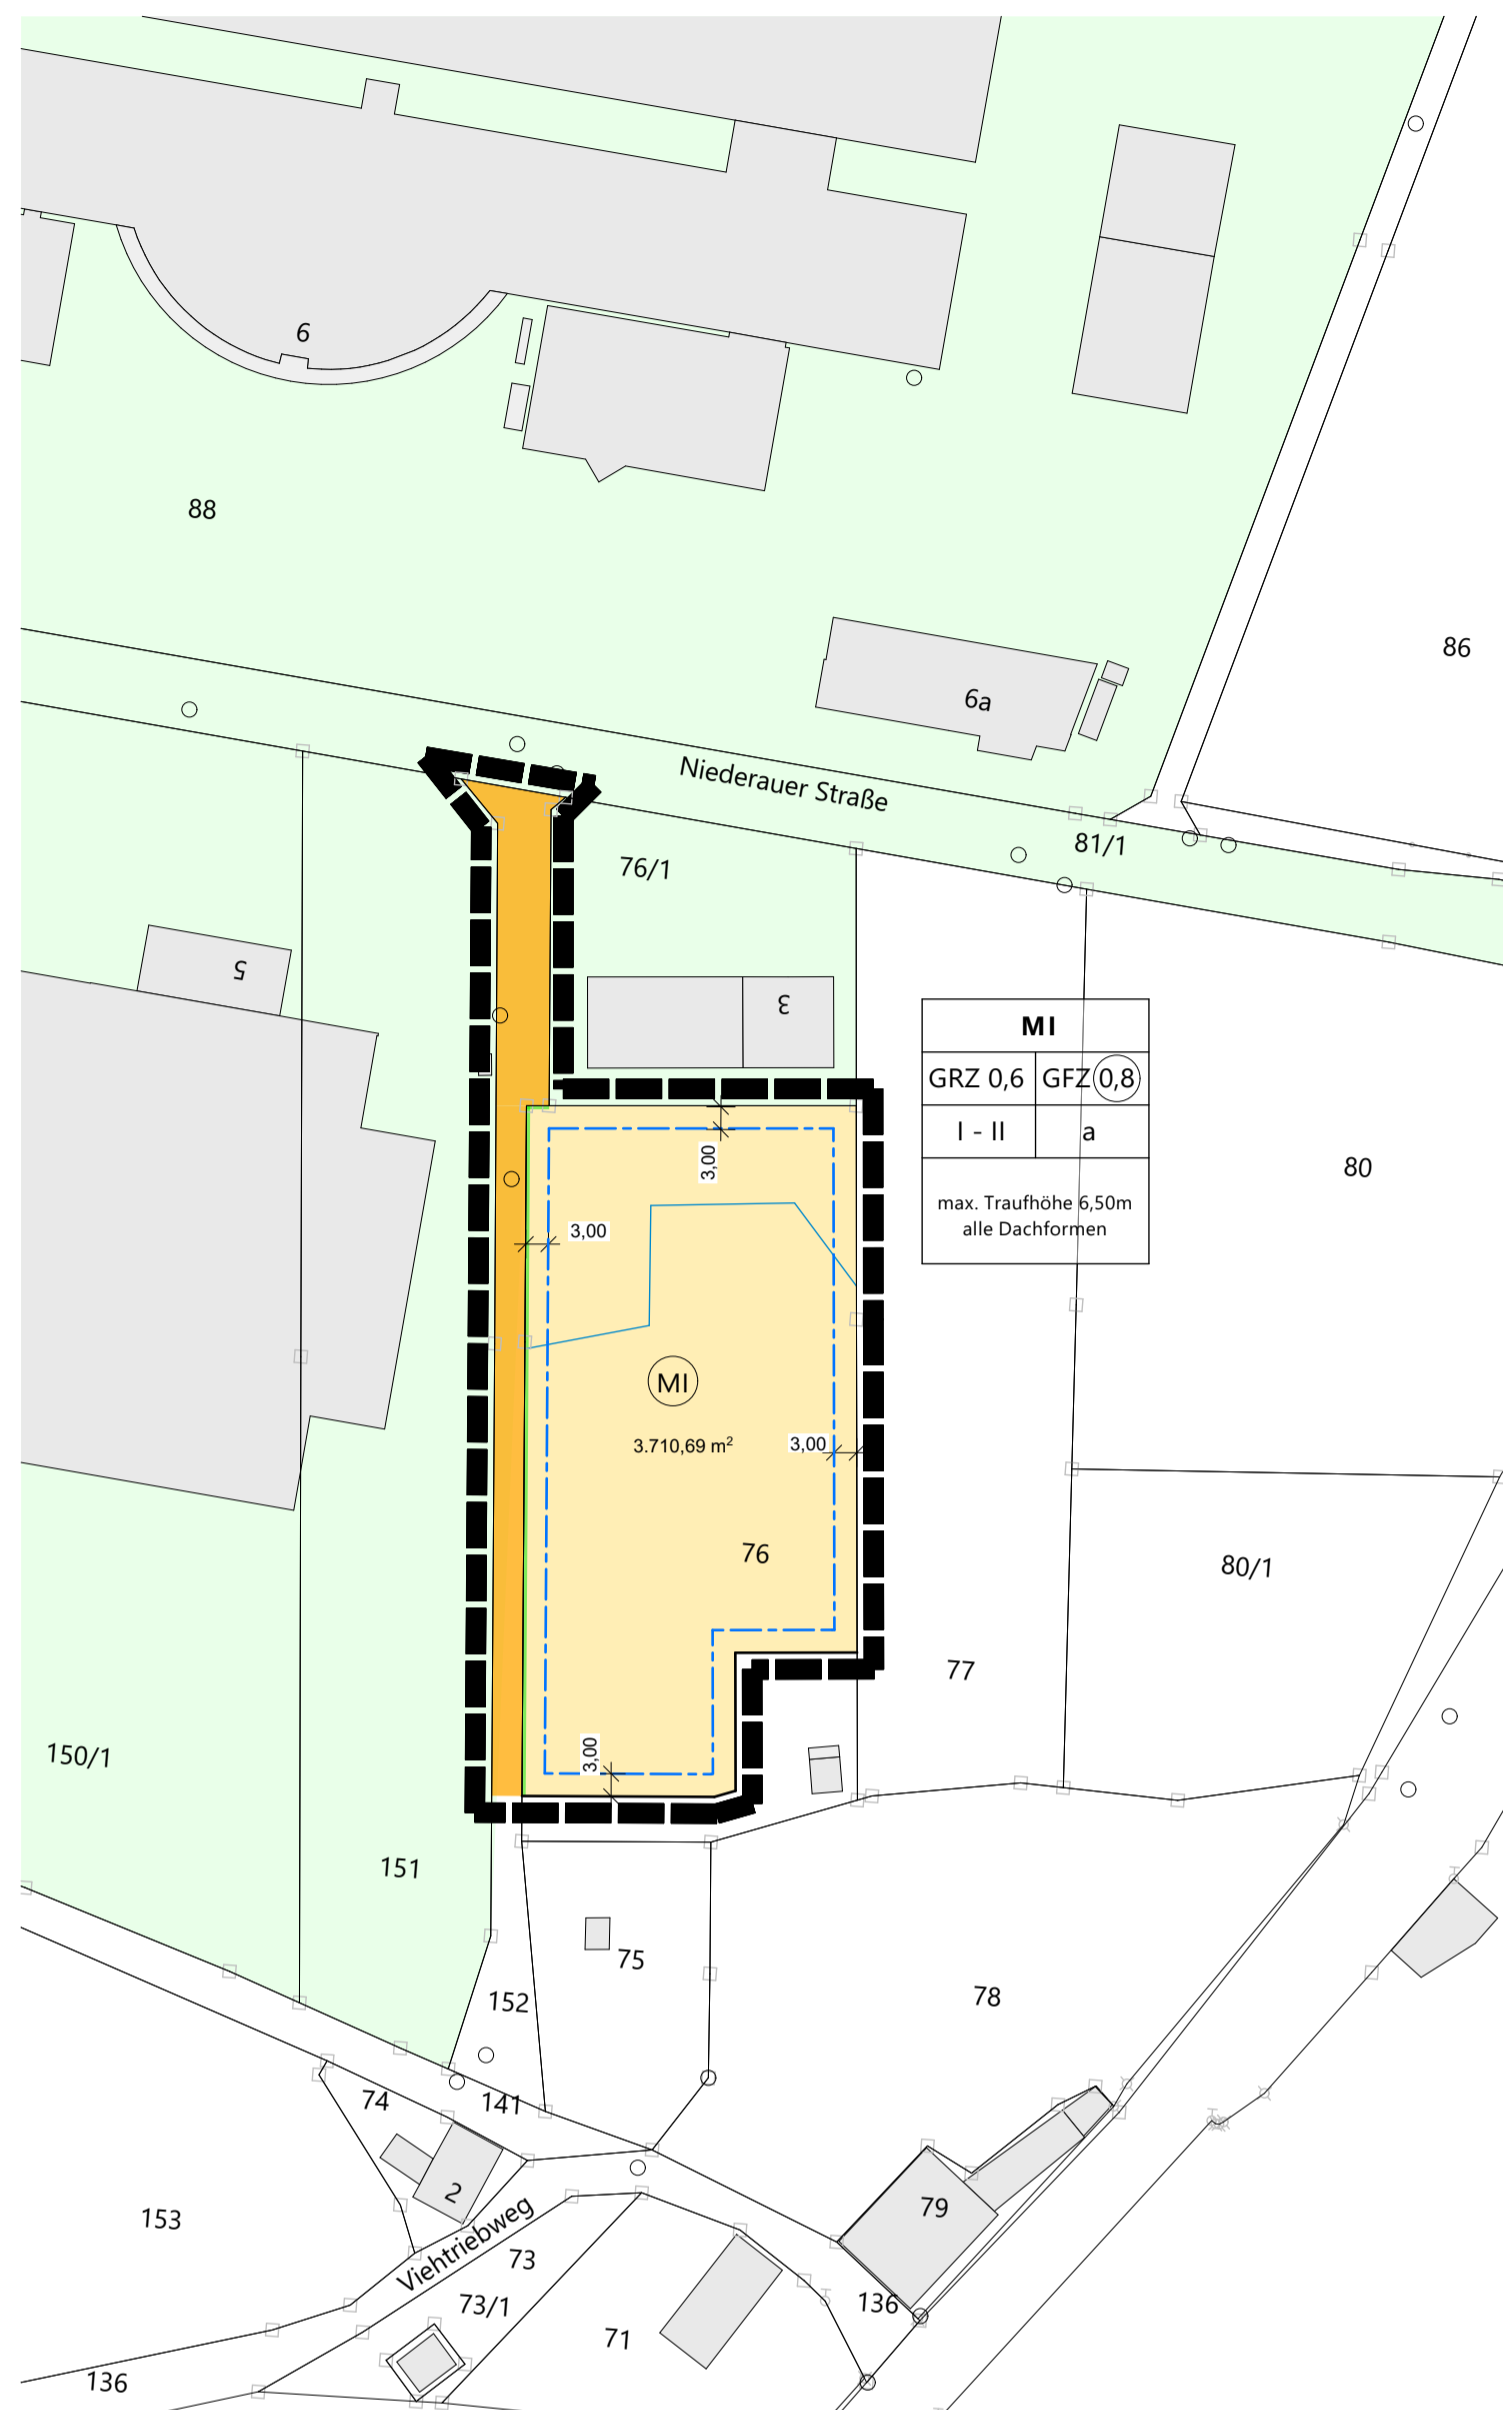 6
88
86
6a
Niederauer Straße
81/1
76/1
5
3
MI
GRZ 0,6
GFZ 0,8
I - II
a
max. Traufhöhe 6,50m
alle Dachformen
3,00
80
3,00
MI
3.710,69 m²
3,00
76
80/1
77
3,00
150/1
151
75
152
78
74
141
2
79
153
Viehtriebweg
73
73/1
136
71
136